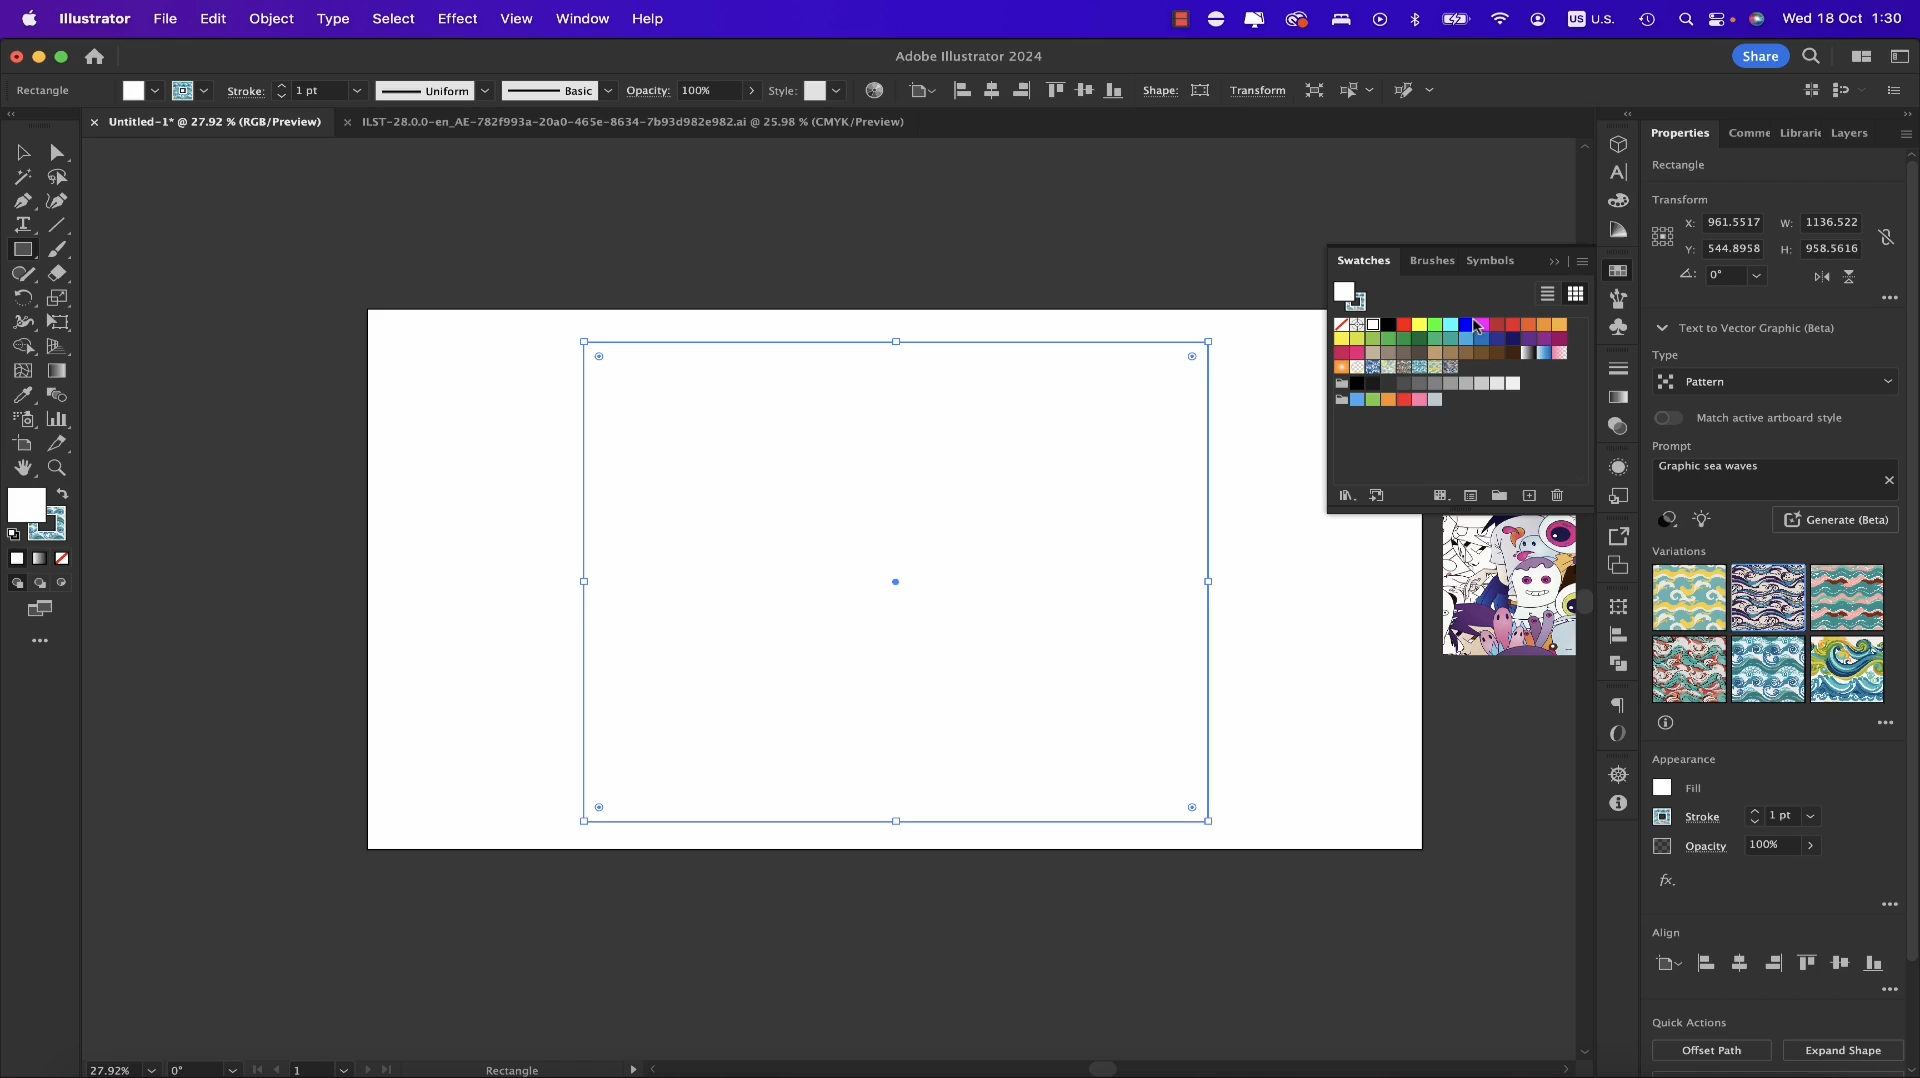 Illustrator File Edit Object Type Select Effect View Window Help US U.S. Wed 18 Oct 1:30
Adobe Illustrator 2024 Share
Rectangle Stroke: 1 pt Uniform Basic Opacity: 100% Style: Shape: Transform
Untitled-1* @ 27.92 % (RGB/Preview) ILST-28.0.0-en_AE-782f993a-20a0-465e-8634-7b93d982e982.ai @ 25.98 % (CMYK/Preview)
Properties Comme Librarie Layers
Rectangle
Transform
X: 961.5517 W: 1136.522
Y: 544.8958 H: 958.5616
0°
Swatches Brushes Symbols
Text to Vector Graphic (Beta)
Type
Pattern
Match active artboard style
Prompt
Graphic sea waves
Generate (Beta)
Variations
Appearance
Fill
Stroke 1 pt
Opacity 100%
fx.
Align
Quick Actions
Offset Path Expand Shape
27.92% 0° 1 Rectangle